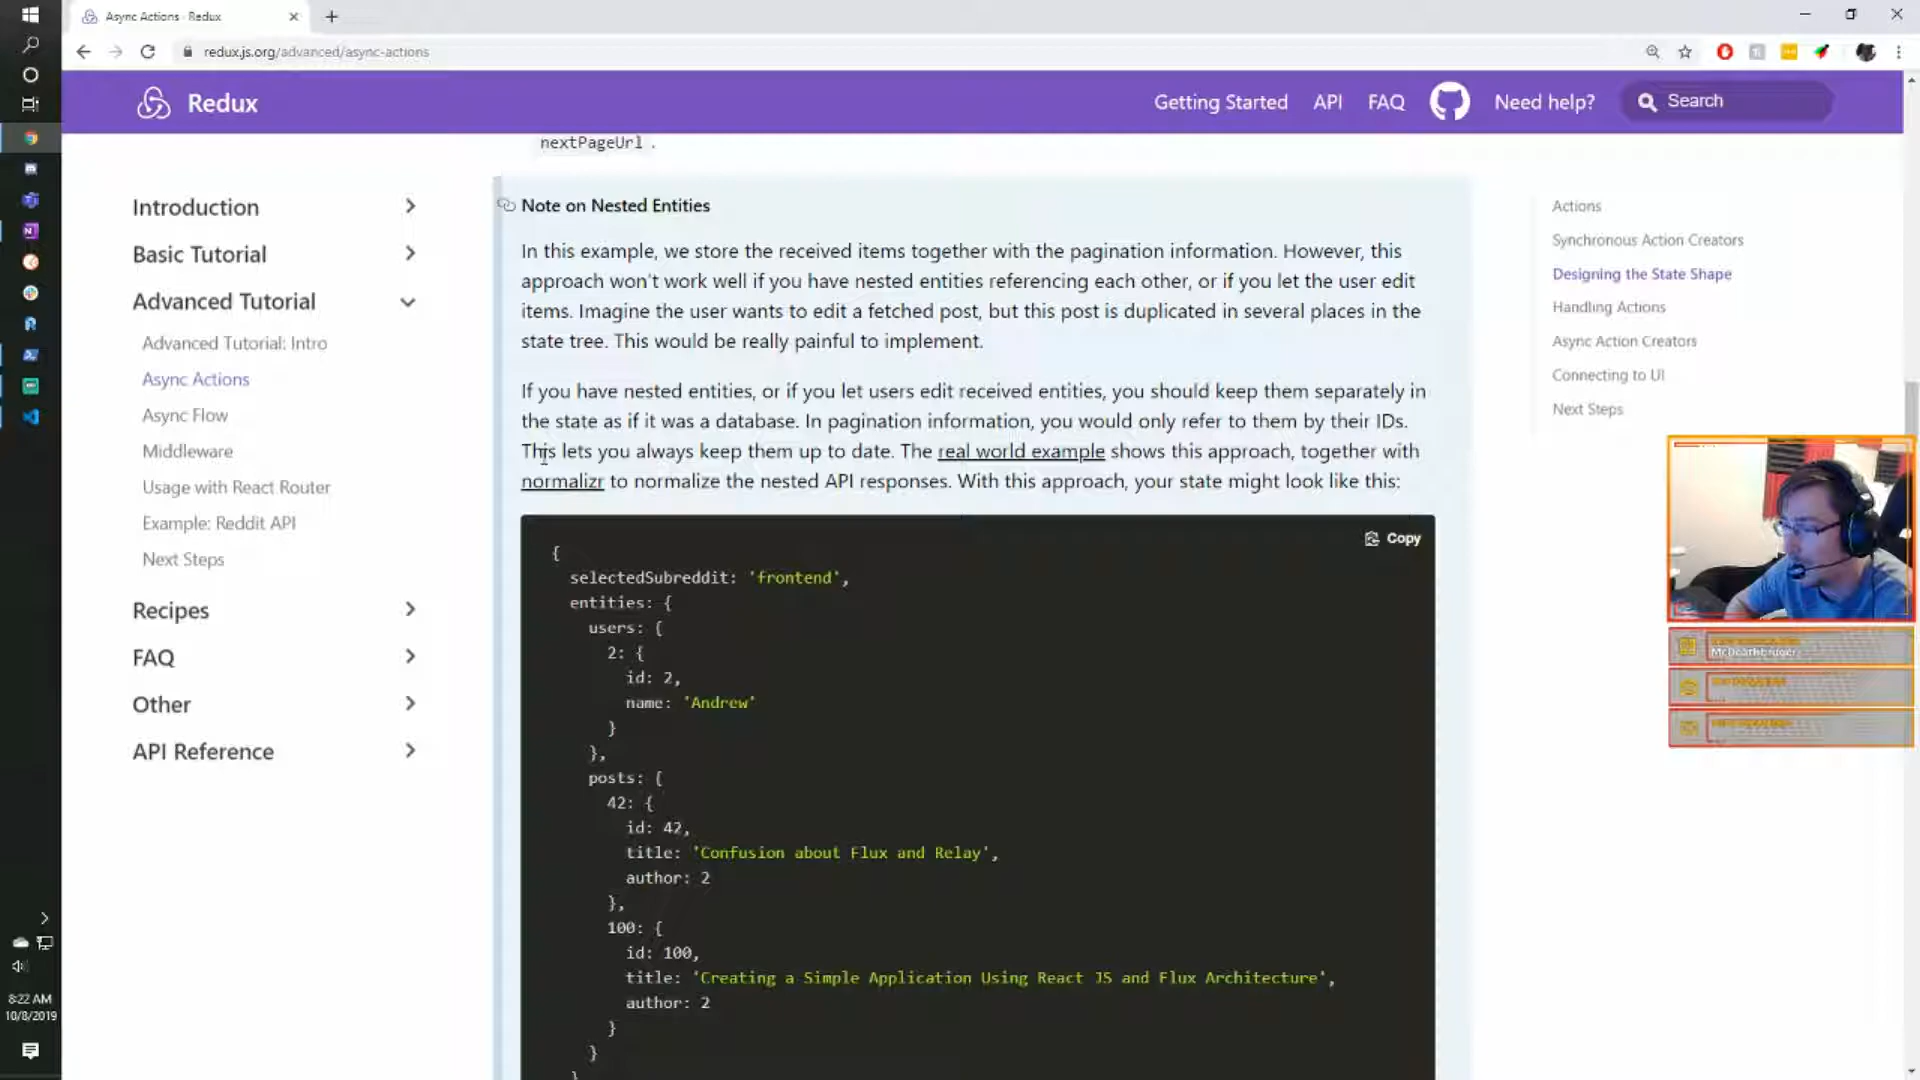 Async Actions · Redux
redux.js.org/advanced/async-actions
Redux
Getting Started
API
FAQ
Need help?
Search
nextPageUrl .
Introduction
Basic Tutorial
Advanced Tutorial
Advanced Tutorial: Intro
Async Actions
Async Flow
Middleware
Usage with React Router
Example: Reddit API
Next Steps
Recipes
FAQ
Other
API Reference
Note on Nested Entities
In this example, we store the received items together with the pagination information. However, this
approach won't work well if you have nested entities referencing each other, or if you let the user edit
items. Imagine the user wants to edit a fetched post, but this post is duplicated in several places in the
state tree. This would be really painful to implement.
If you have nested entities, or if you let users edit received entities, you should keep them separately in
the state as if it was a database. In pagination information, you would only refer to them by their IDs.
This lets you always keep them up to date. The real world example shows this approach, together with
normalizr to normalize the nested API responses. With this approach, your state might look like this:
Copy
{
selectedSubreddit: 'frontend',
entities: {
users: {
2: {
id: 2,
name: 'Andrew'
}
},
posts: {
42: {
id: 42,
title: 'Confusion about Flux and Relay',
author: 2
},
100: {
id: 100,
title: 'Creating a Simple Application Using React JS and Flux Architecture',
author: 2
}
}
}
Actions
Synchronous Action Creators
Designing the State Shape
Handling Actions
Async Action Creators
Connecting to UI
Next Steps
8:22 AM
10/8/2019